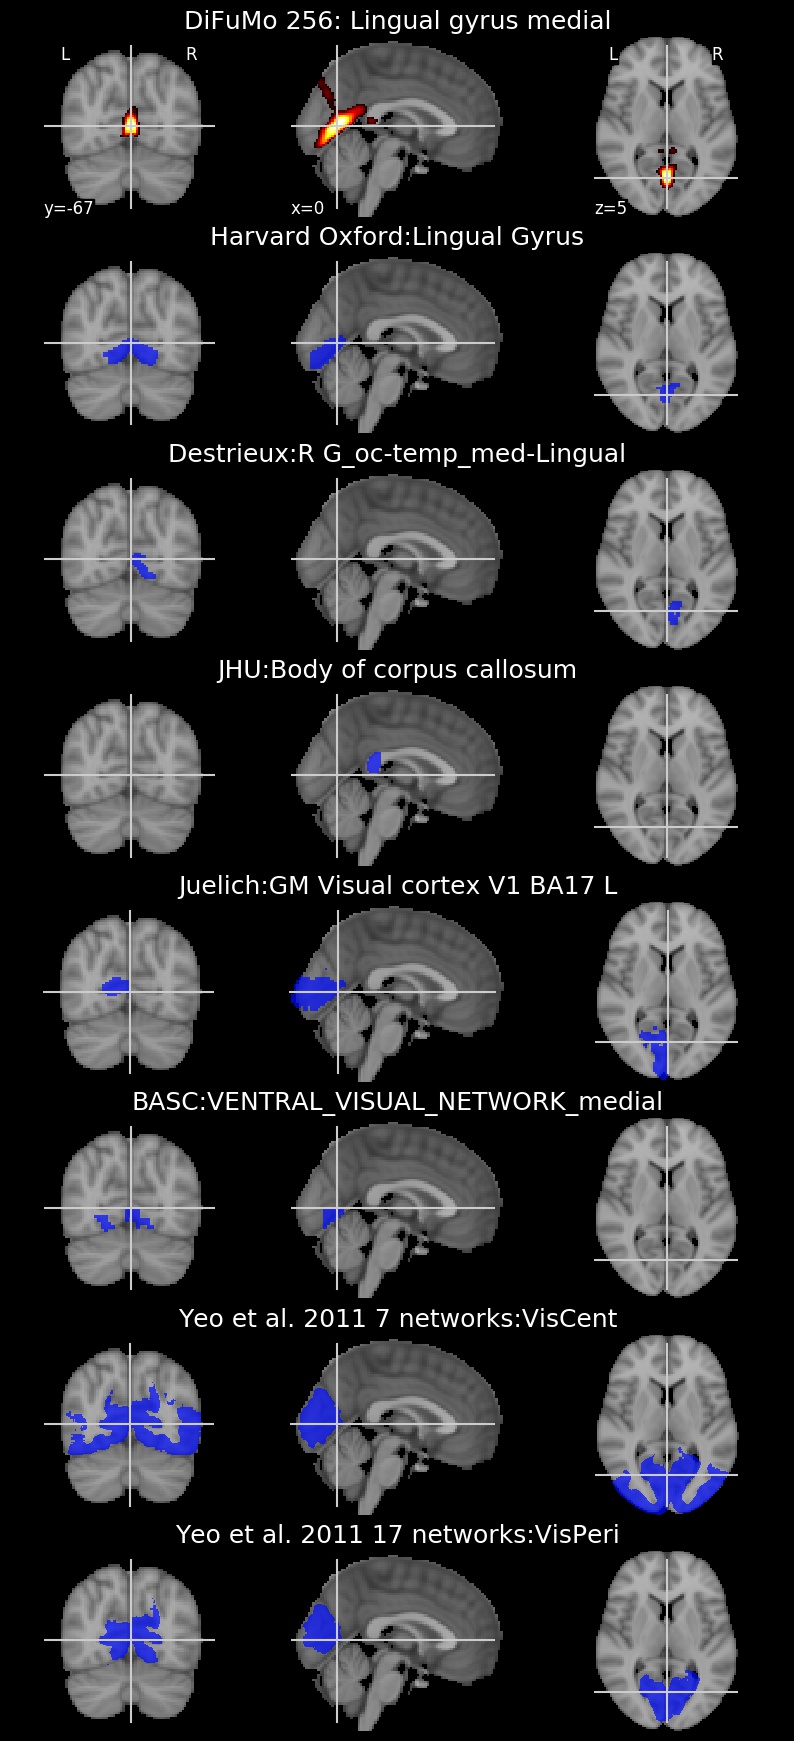 DiFuMo 256: Lingual gyrus medial
L R L R
y=-67 x=0 z=5
Harvard Oxford:Lingual Gyrus
Destrieux:R G_oc-temp_med-Lingual
JHU:Body of corpus callosum
Juelich:GM Visual cortex V1 BA17 L
BASC:VENTRAL_VISUAL_NETWORK_medial
Yeo et al. 2011 7 networks:VisCent
Yeo et al. 2011 17 networks:VisPeri